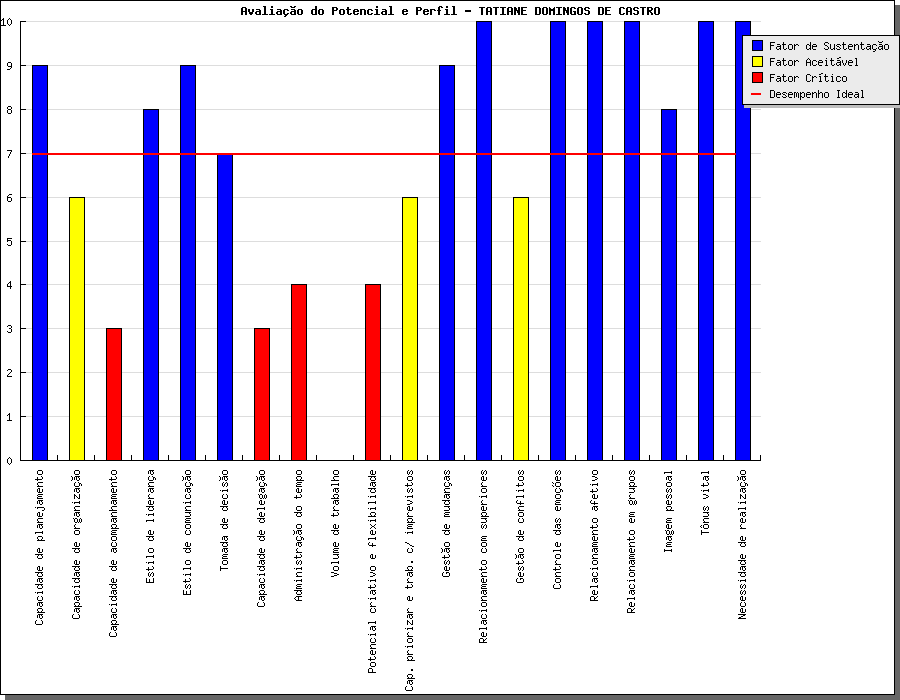 Avaliação do Potencial e Perfil - TATIANE DOMINGOS DE CASTRO
10
9
8
7
6
5
4
3
2
1
0
Fator de Sustentação
Fator Aceitável
Fator Crítico
Desempenho Ideal
Capacidade de planejamento
Capacidade de organização
Capacidade de acompanhamento
Estilo de liderança
Estilo de comunicação
Tomada de decisão
Capacidade de delegação
Administração do tempo
Volume de trabalho
Potencial criativo e flexibilidade
Cap. priorizar e trab. c/ imprevistos
Gestão de mudanças
Relacionamento com superiores
Gestão de conflitos
Controle das emoções
Relacionamento afetivo
Relacionamento em grupos
Imagem pessoal
Tônus vital
Necessidade de realização